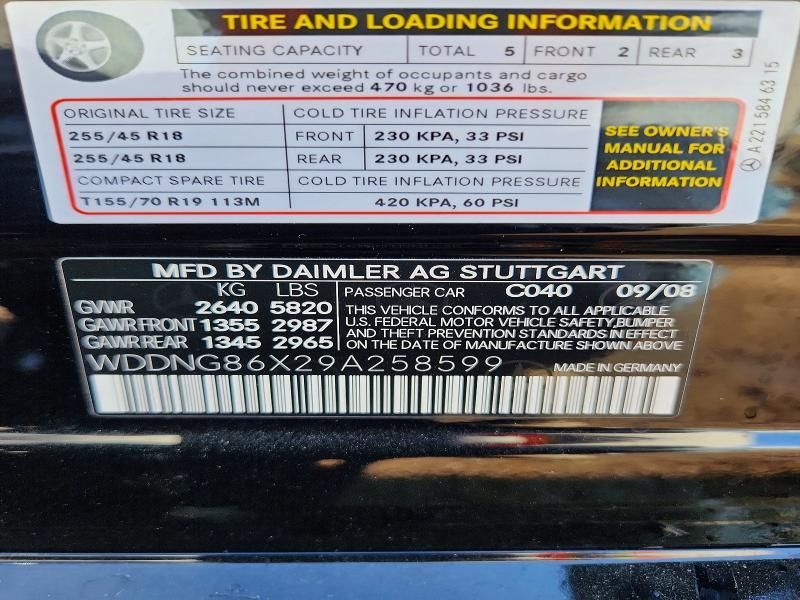 TIRE AND LOADING INFORMATION
SEATING CAPACITY TOTAL 5 FRONT 2 REAR 3
The combined weight of occupants and cargo
should never exceed 470 kg or 1036 lbs.
ORIGINAL TIRE SIZE COLD TIRE INFLATION PRESSURE
255/45 R18 FRONT 230 KPA, 33 PSI
255/45 R18 REAR 230 KPA, 33 PSI
COMPACT SPARE TIRE COLD TIRE INFLATION PRESSURE
T155/70 R19 113M 420 KPA, 60 PSI
SEE OWNER'S
MANUAL FOR
ADDITIONAL
INFORMATION
A 221 584 63 15
MFD BY DAIMLER AG STUTTGART
KG LBS PASSENGER CAR C040 09/08
GVWR 2640 5820
GAWR FRONT 1355 2987
GAWR REAR 1345 2965
THIS VEHICLE CONFORMS TO ALL APPLICABLE
U.S. FEDERAL MOTOR VEHICLE SAFETY, BUMPER
AND THEFT PREVENTION STANDARDS IN EFFECT
ON THE DATE OF MANUFACTURE SHOWN ABOVE
WDDNG86X29A258599 MADE IN GERMANY